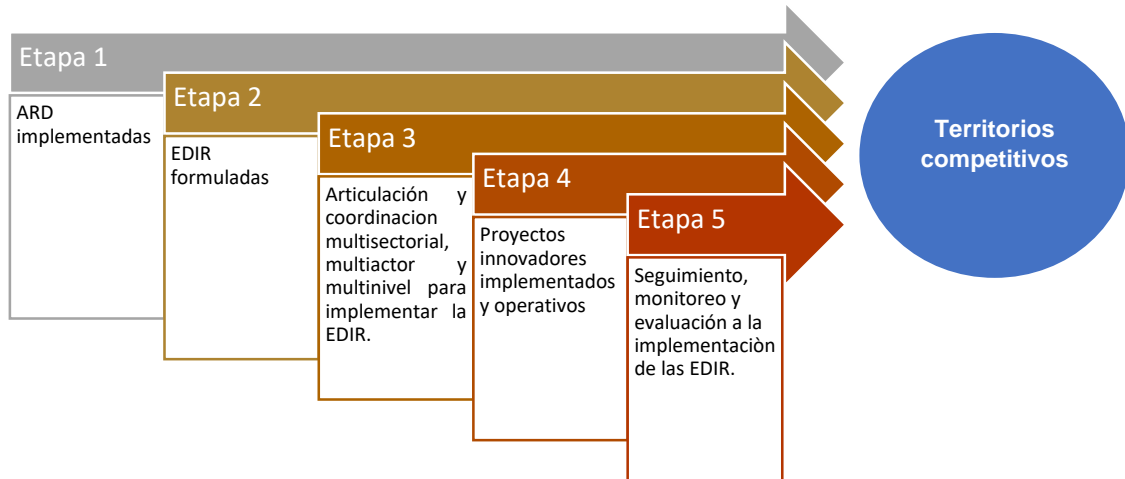 Etapa 1
ARD
implementadas
Etapa 2
EDIR
formuladas
Etapa 3
Articulación y
coordinacion
multisectorial,
multiactor y
multinivel para
implementar la
EDIR.
Etapa 4
Proyectos
innovadores
implementados
y operativos
Etapa 5
Seguimiento,
monitoreo y
evaluación a la
implementaciòn
de las EDIR.
Territorios
competitivos